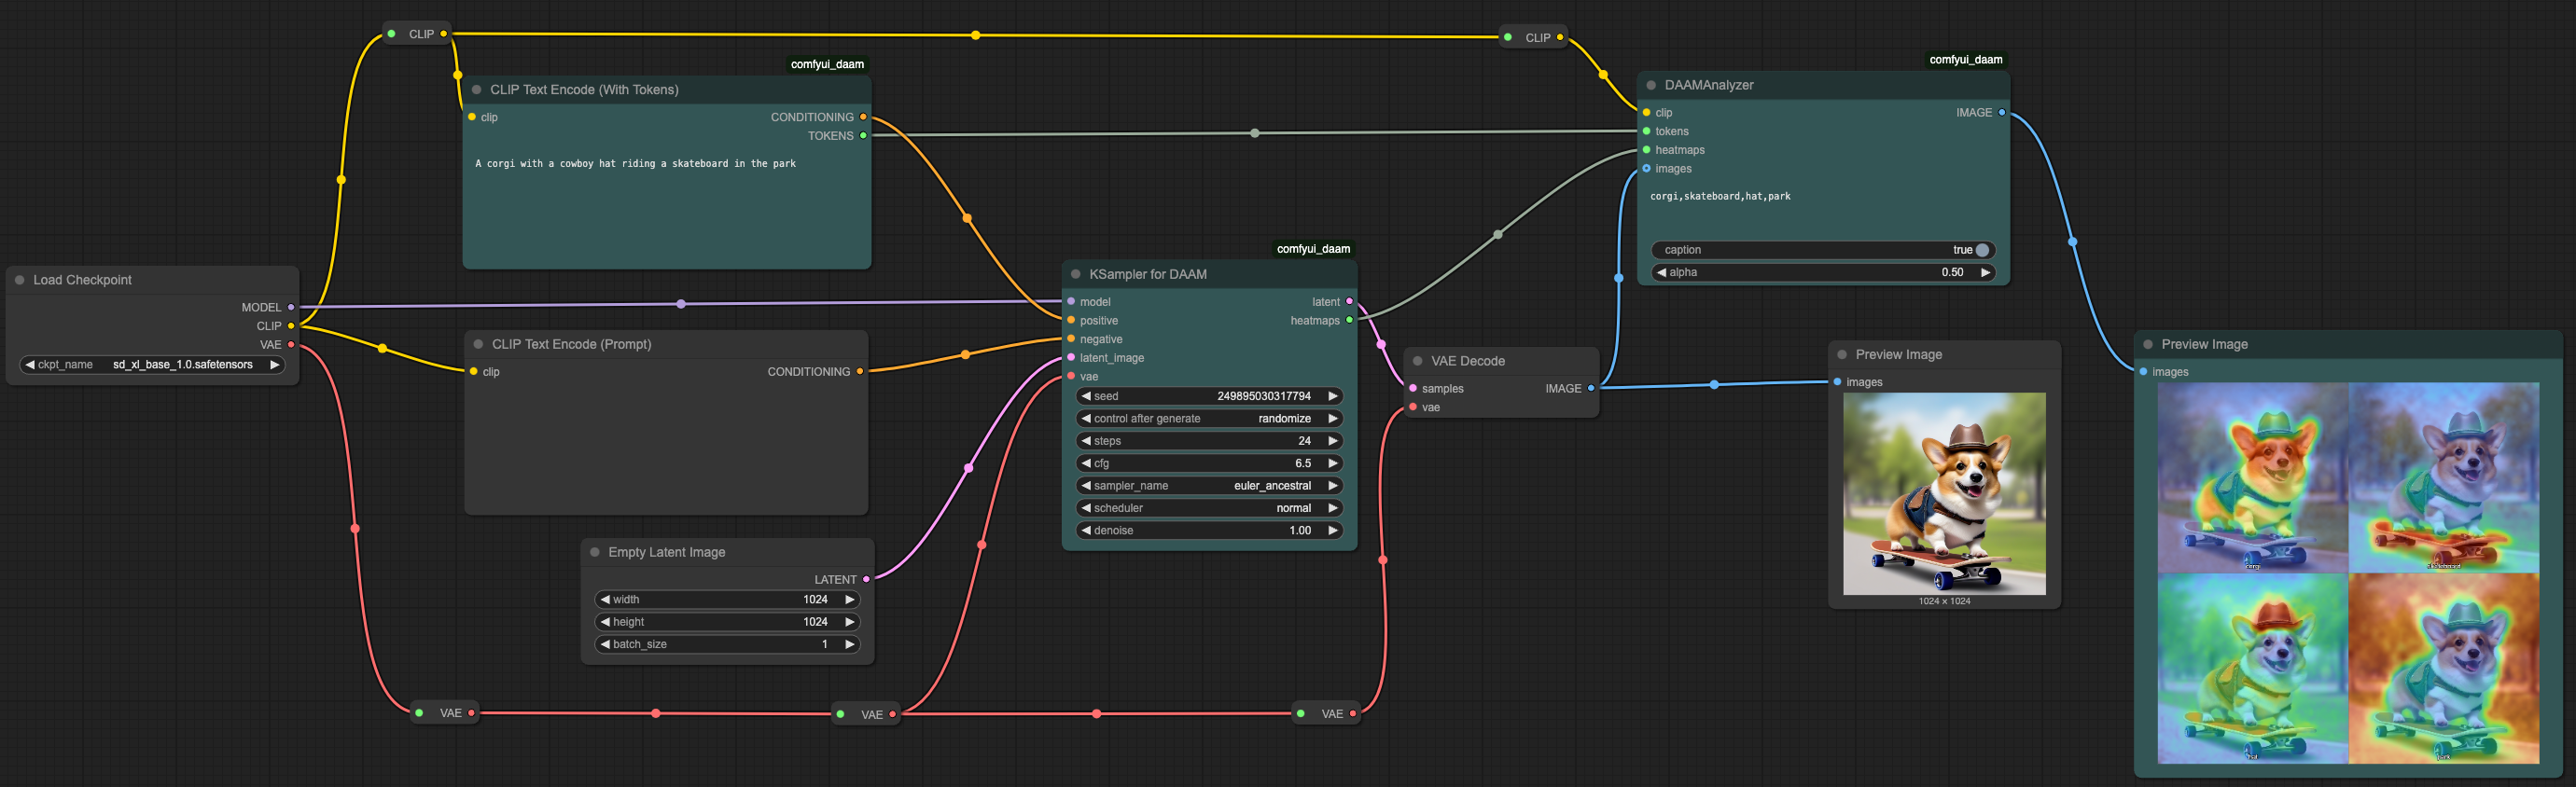 CLIP
CLIP
comfyui_daam
CLIP Text Encode (With Tokens)
clip
CONDITIONING
TOKENS
A corgi with a cowboy hat riding a skateboard in the park
comfyui_daam
DAAMAnalyzer
clip
IMAGE
tokens
heatmaps
images
corgi,skateboard,hat,park
caption true
alpha 0.50
Load Checkpoint
MODEL
CLIP
VAE
ckpt_name sd_xl_base_1.0.safetensors
CLIP Text Encode (Prompt)
clip
CONDITIONING
comfyui_daam
KSampler for DAAM
model latent
positive heatmaps
negative
latent_image
vae
seed 249895030317794
control after generate randomize
steps 24
cfg 6.5
sampler_name euler_ancestral
scheduler normal
denoise 1.00
Empty Latent Image
LATENT
width 1024
height 1024
batch_size 1
VAE Decode
samples IMAGE
vae
Preview Image
images
1024 × 1024
Preview Image
images
corgi
skateboard
hat
park
VAE
VAE
VAE